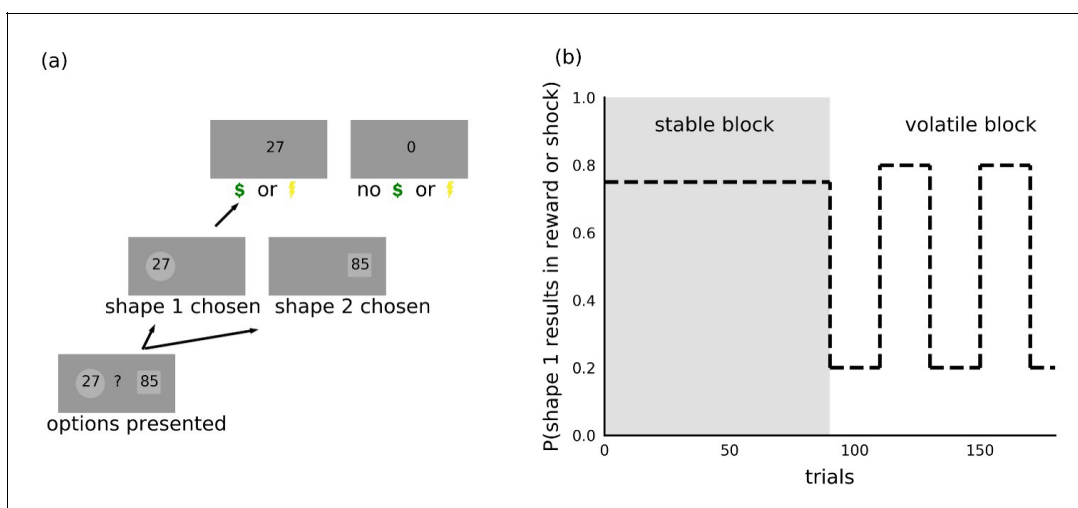 (a)
27
0
$ or
no $ or
27
85
shape 1 chosen
shape 2 chosen
27 ? 85
options presented
(b)
P(shape 1 results in reward or shock)
1.0
0.8
0.6
0.4
0.2
0.0
stable block
volatile block
0
50
100
150
trials